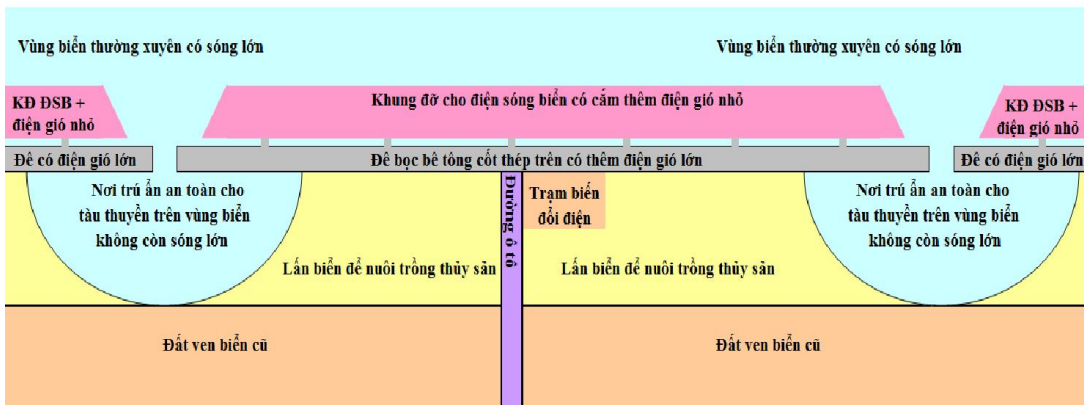 Vùng biển thường xuyên có sóng lớn
Vùng biển thường xuyên có sóng lớn
KĐ ĐSB +
điện gió nhỏ
Khung đỡ cho điện sóng biển có cắm thêm điện gió nhỏ
KĐ ĐSB +
điện gió nhỏ
Đê có điện gió lớn
Đê bọc bê tông cốt thép trên có thêm điện gió lớn
Đê có điện gió lớn
Nơi trú ẩn an toàn cho
tàu thuyền trên vùng biển
không còn sóng lớn
Đường ô tô
Trạm biến
đổi điện
Nơi trú ẩn an toàn cho
tàu thuyền trên vùng biển
không còn sóng lớn
Lấn biển để nuôi trồng thủy sản
Lấn biển để nuôi trồng thủy sản
Đất ven biển cũ
Đất ven biển cũ